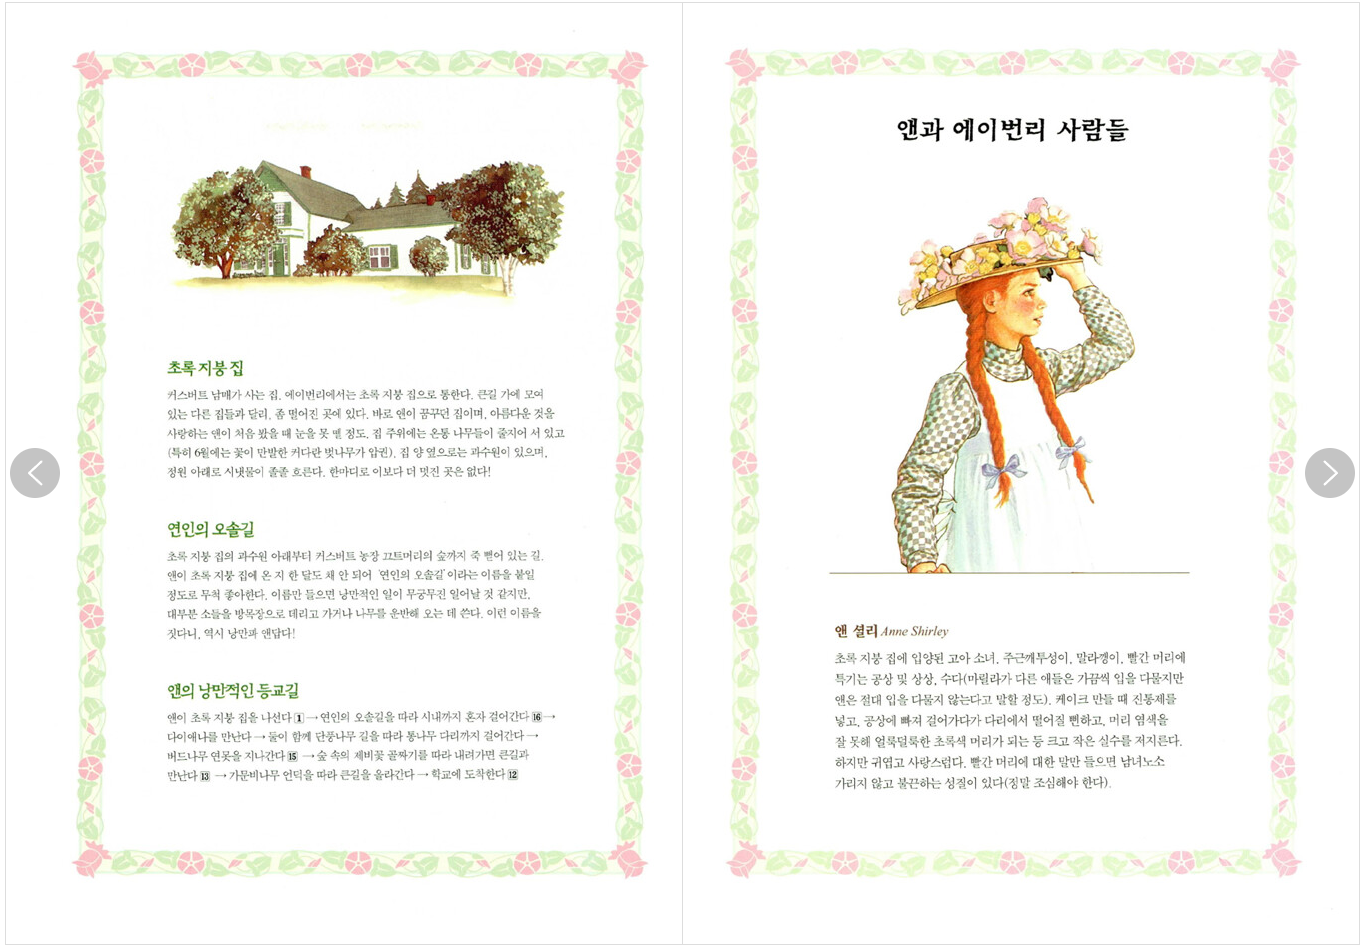 초록 지붕 집
커스버트 남매가 사는 집. 에이번리에서는 초록 지붕 집으로 통한다. 큰길 가에 모여
있는 다른 집들과 달리, 좀 떨어진 곳에 있다. 바로 앤이 꿈꾸던 집이며, 아름다운 것을
사랑하는 앤이 처음 봤을 때 눈을 못 뗄 정도. 집 주위에는 온통 나무들이 줄지어 서 있고
(특히 6월에는 꽃이 만발한 커다란 벚나무가 압권), 집 양 옆으로는 과수원이 있으며,
정원 아래로 시냇물이 졸졸 흐른다. 한마디로 이보다 더 멋진 곳은 없다!
연인의 오솔길
초록 지붕 집의 과수원 아래부터 커스버트 농장 끄트머리의 숲까지 죽 뻗어 있는 길.
앤이 초록 지붕 집에 온 지 한 달도 채 안 되어 '연인의 오솔길'이라는 이름을 붙일
정도로 무척 좋아한다. 이름만 들으면 낭만적인 일이 무궁무진 일어날 것 같지만,
대부분 소들을 방목장으로 데리고 가거나 나무를 운반해 오는 데 쓴다. 이런 이름을
짓다니, 역시 낭만파 앤답다!
앤의 낭만적인 등교길
앤이 초록 지붕 집을 나선다 1 → 연인의 오솔길을 따라 시내까지 혼자 걸어간다 16 →
다이애나를 만난다 → 둘이 함께 단풍나무 길을 따라 통나무 다리까지 걸어간다 →
버드나무 연못을 지나간다 15 → 숲 속의 제비꽃 골짜기를 따라 내려가면 큰길과
만난다 13 → 가문비나무 언덕을 따라 큰길을 올라간다 → 학교에 도착한다 12
앤과 에이번리 사람들
앤 셜리 Anne Shirley
초록 지붕 집에 입양된 고아 소녀. 주근깨투성이, 말라깽이, 빨간 머리에
특기는 공상 및 상상, 수다(마릴라가 다른 애들은 가끔씩 입을 다물지만
앤은 절대 입을 다물지 않는다고 말할 정도). 케이크 만들 때 진통제를
넣고, 공상에 빠져 걸어가다가 다리에서 떨어질 뻔하고, 머리 염색을
잘 못해 얼룩덜룩한 초록색 머리가 되는 등 크고 작은 실수를 저지른다.
하지만 귀엽고 사랑스럽다. 빨간 머리에 대한 말만 들으면 남녀노소
가리지 않고 불끈하는 성질이 있다(정말 조심해야 한다).